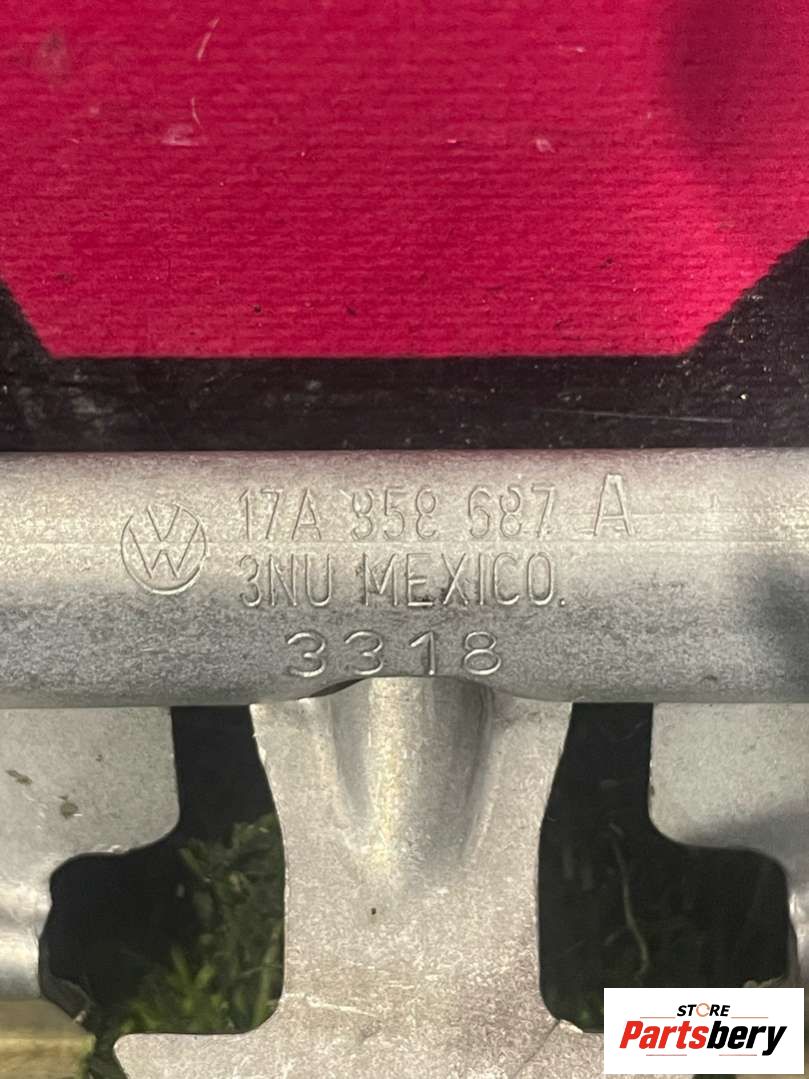 17A 858 687 A
3NU MEXICO.
3318
STORE
Partsbery